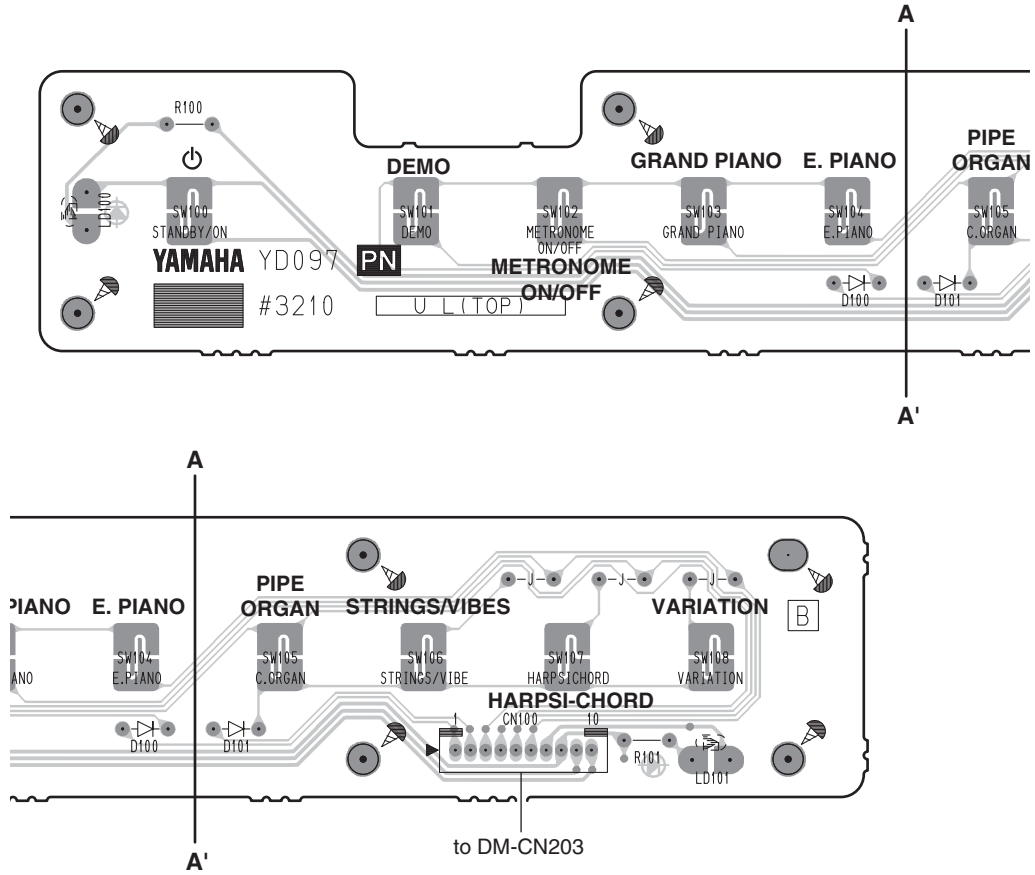 A
R100
DEMO
GRAND PIANO
E. PIANO
PIPE
ORGAN
LD100
SW100
STANDBY/ON
SW101
DEMO
SW102
METRONOME
ON/OFF
SW103
GRAND PIANO
SW104
E.PIANO
SW105
C.ORGAN
YAMAHA YD097 PN
METRONOME
ON/OFF
#3210
U L(TOP)
D100
D101
A'
A
PIANO
E. PIANO
PIPE
ORGAN
STRINGS/VIBES
J
J
J
VARIATION
B
ANO
SW104
E.PIANO
SW105
C.ORGAN
SW106
STRINGS/VIBE
SW107
HARPSICHORD
SW108
VARIATION
HARPSI-CHORD
1
CN100
10
D100
D101
R101
LD101
to DM-CN203
A'